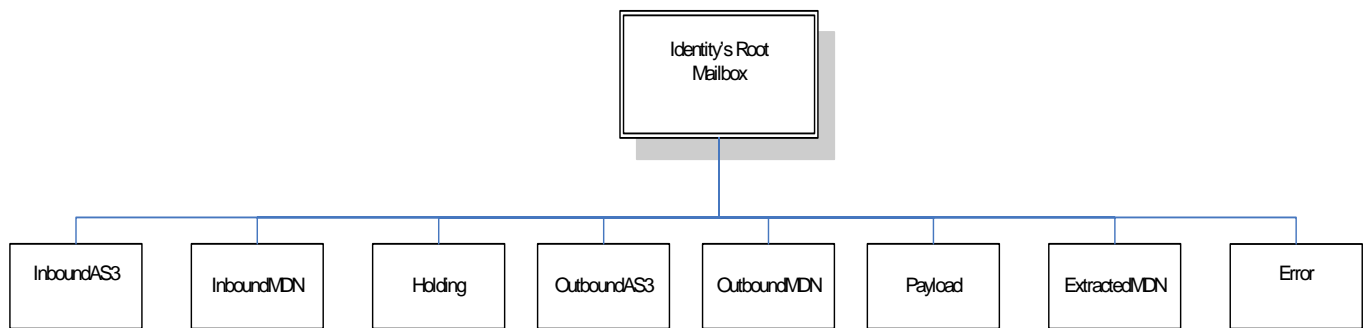 Identity's Root
Mailbox
InboundAS3
InboundMDN
Holding
OutboundAS3
OutboundMDN
Payload
ExtractedMDN
Error